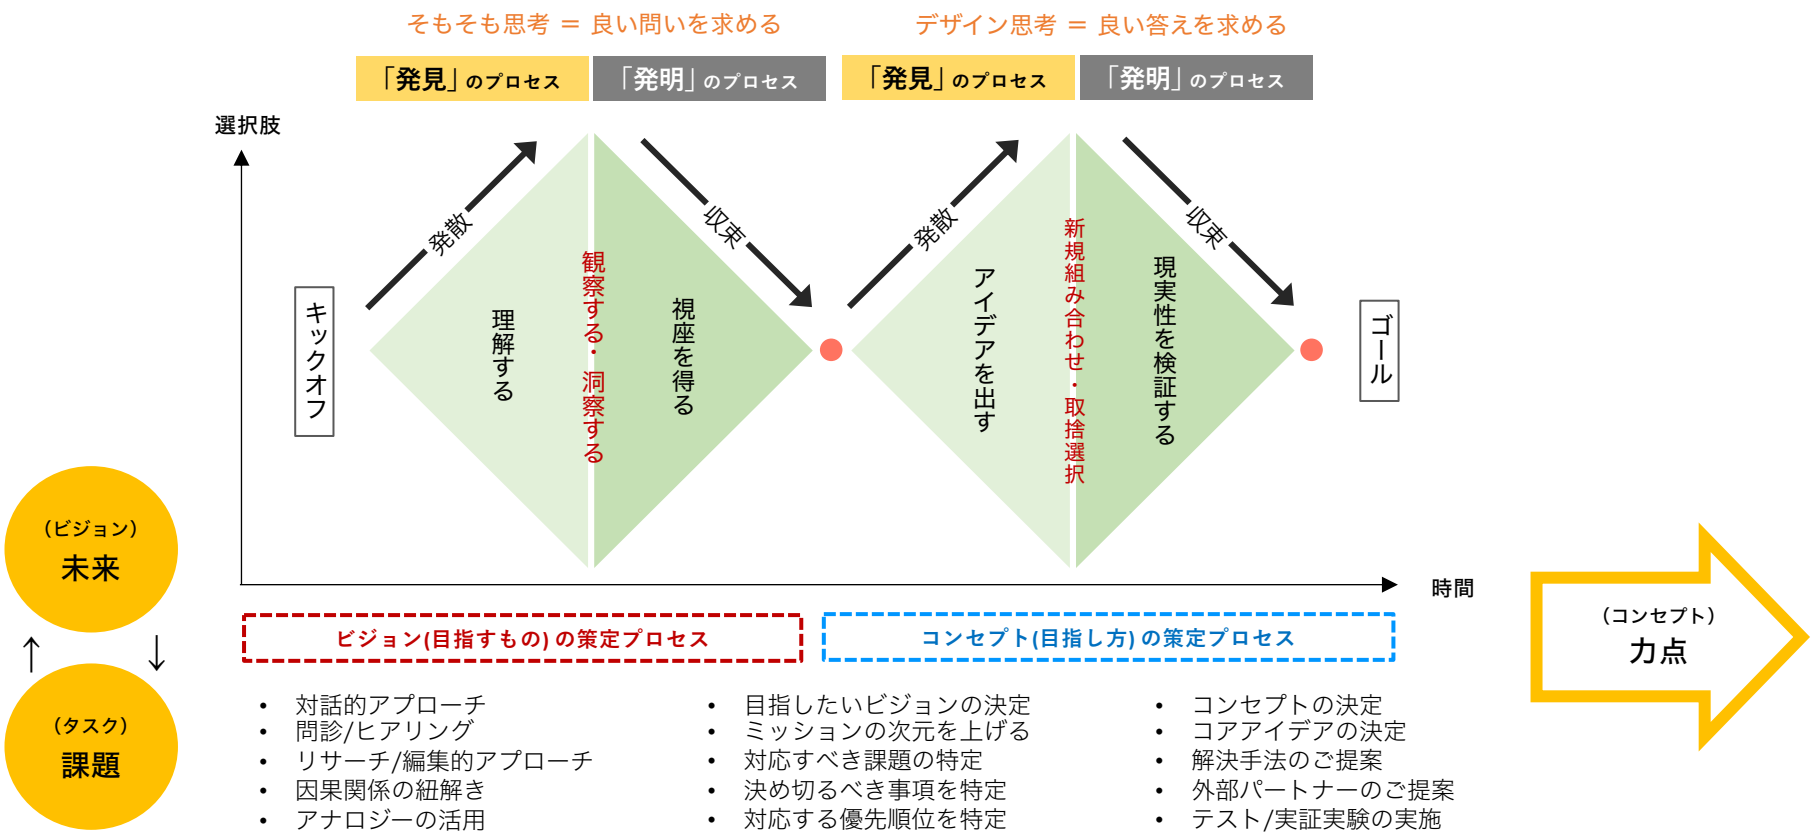 そもそも思考 ＝ 良い問いを求める
デザイン思考 ＝ 良い答えを求める
「発見」のプロセス
「発明」のプロセス
「発見」のプロセス
「発明」のプロセス
選択肢
発散
収束
発散
収束
キックオフ
理解する
観察する・洞察する
視座を得る
アイデアを出す
新規組み合わせ・取捨選択
現実性を検証する
ゴール
時間
（ビジョン）
未来
↑
↓
（タスク）
課題
ビジョン(目指すもの)の策定プロセス
コンセプト(目指し方)の策定プロセス
• 対話的アプローチ
• 問診/ヒアリング
• リサーチ/編集的アプローチ
• 因果関係の紐解き
• アナロジーの活用
• 目指したいビジョンの決定
• ミッションの次元を上げる
• 対応すべき課題の特定
• 決め切るべき事項を特定
• 対応する優先順位を特定
• コンセプトの決定
• コアアイデアの決定
• 解決手法のご提案
• 外部パートナーのご提案
• テスト/実証実験の実施
（コンセプト）
力点